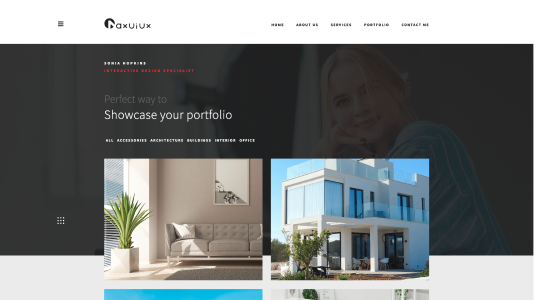 axuiux
HOME ABOUT US SERVICES PORTFOLIO CONTACT ME
SONIA HOPKINS
INTERACTIVE DESIGN SPECIALIST
Perfect way to
Showcase your portfolio
ALL ACCESSORIES ARCHITECTURE BUILDINGS INTERIOR OFFICE